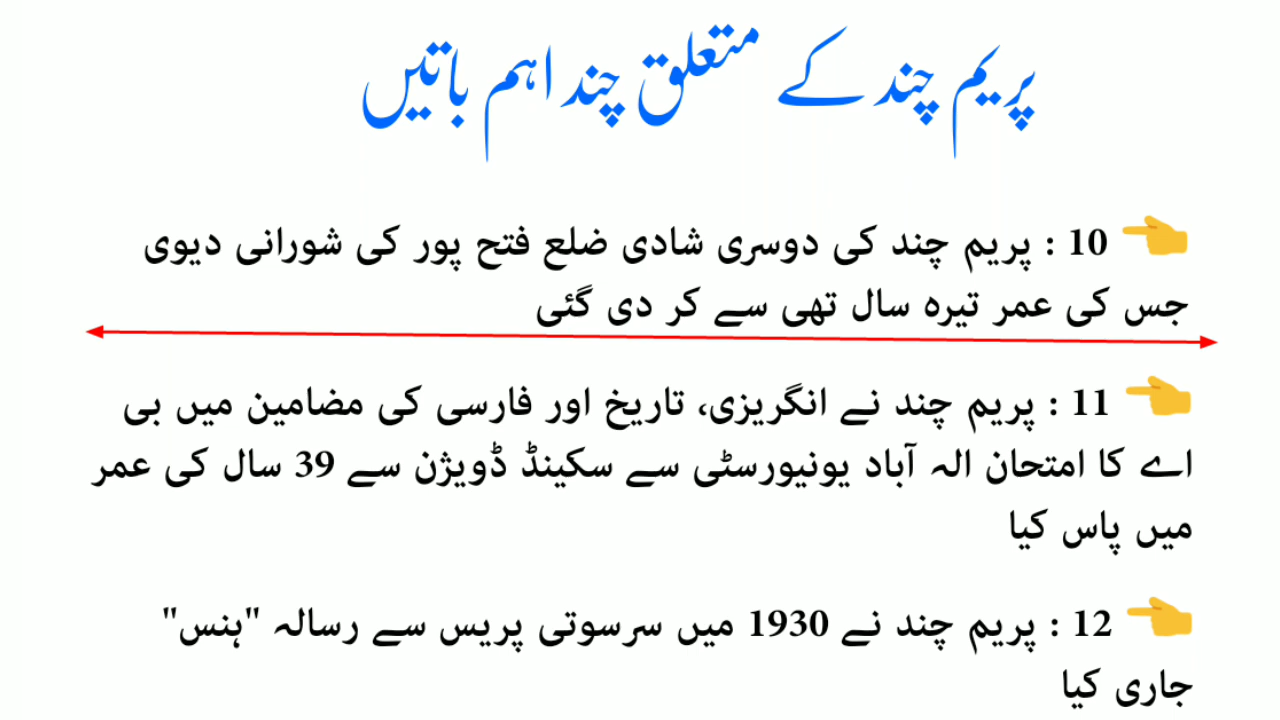 پریم چند کے متعلق چند اہم باتیں
👈 10 : پریم چند کی دوسری شادی ضلع فتح پور کی شورانی دیوی
جس کی عمر تیرہ سال تھی سے کر دی گئی
👈 11 : پریم چند نے انگریزی، تاریخ اور فارسی کی مضامین میں بی
اے کا امتحان الہ آباد یونیورسٹی سے سکینڈ ڈویژن سے 39 سال کی عمر
میں پاس کیا
👈 12 : پریم چند نے 1930 میں سرسوتی پریس سے رسالہ "ہنس"
جاری کیا